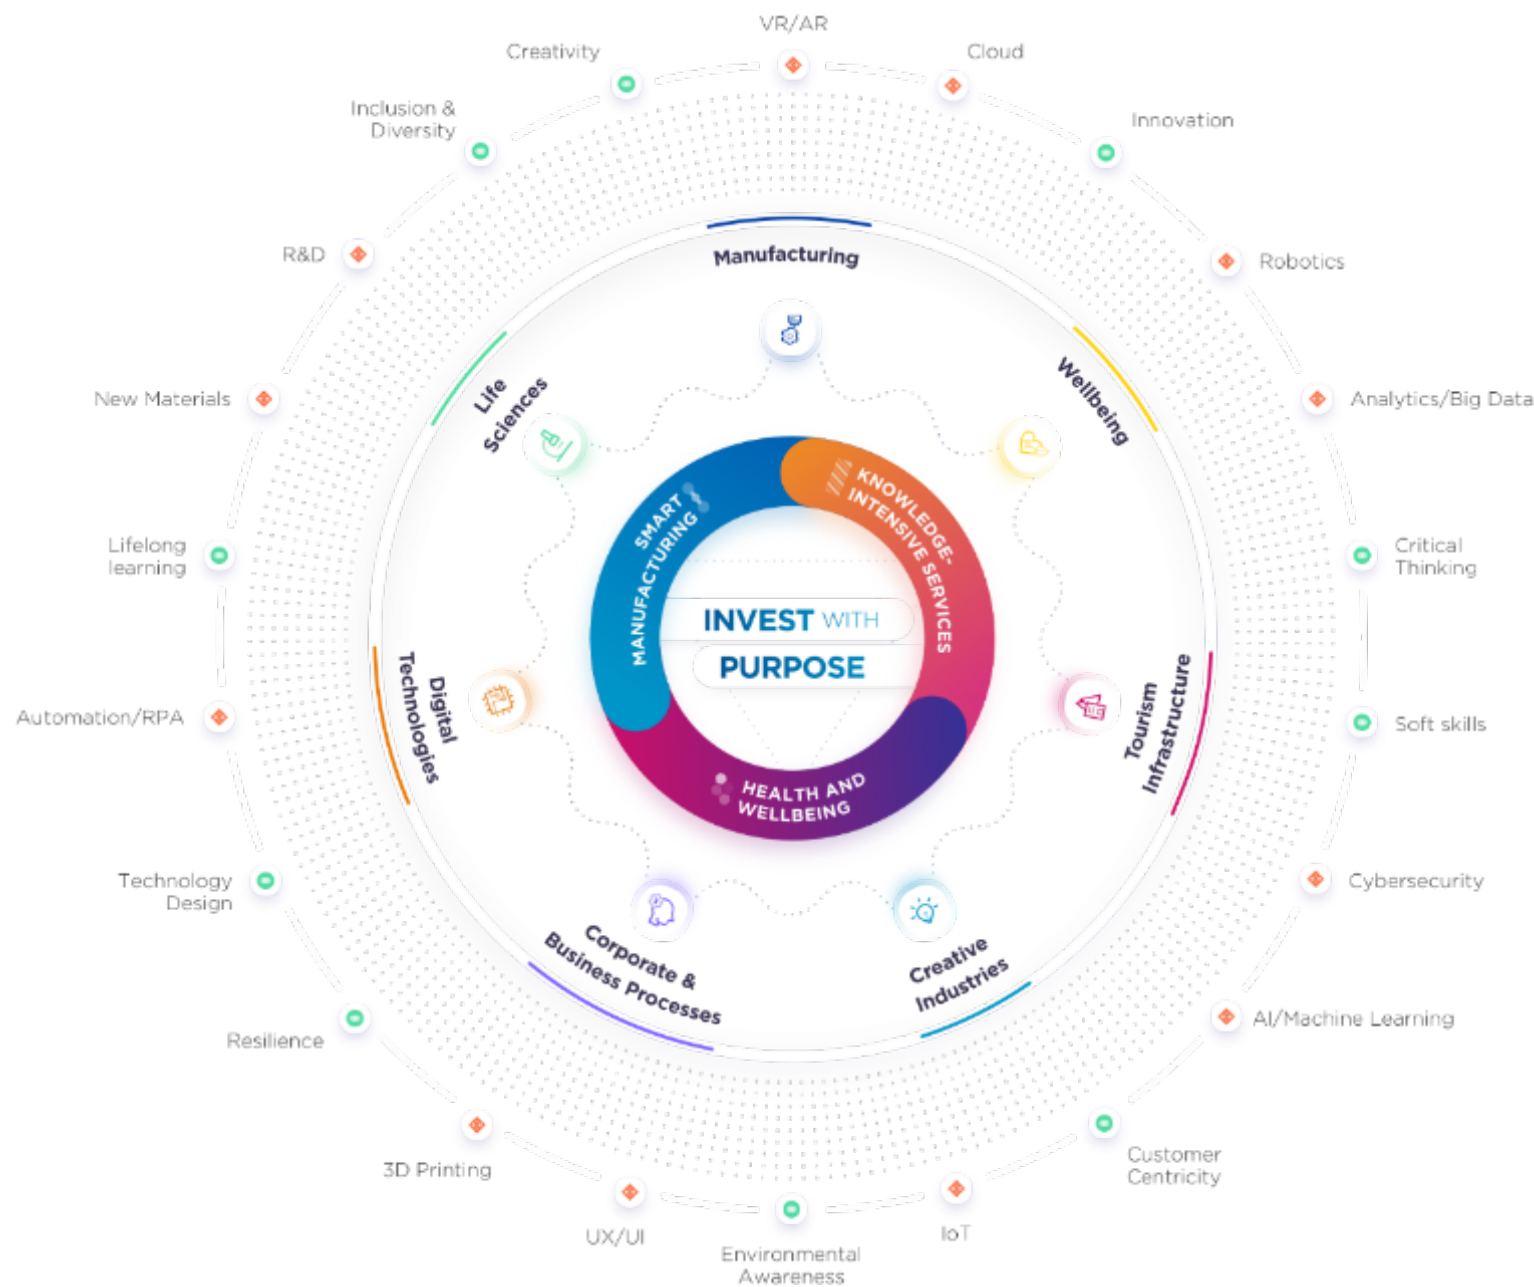 VR/AR
Cloud
Innovation
Robotics
Analytics/Big Data
Critical
Thinking
Soft skills
Cybersecurity
AI/Machine Learning
Customer
Centricity
IoT
Environmental
Awareness
UX/UI
3D Printing
Resilience
Technology
Design
Automation/RPA
Lifelong
learning
New Materials
R&D
Inclusion &
Diversity
Creativity
Manufacturing
Wellbeing
Tourism
Infrastructure
Creative
Industries
Corporate &
Business Processes
Digital
Technologies
Life
Sciences
SMART
MANUFACTURING
KNOWLEDGE-
INTENSIVE SERVICES
HEALTH AND
WELLBEING
INVEST WITH
PURPOSE